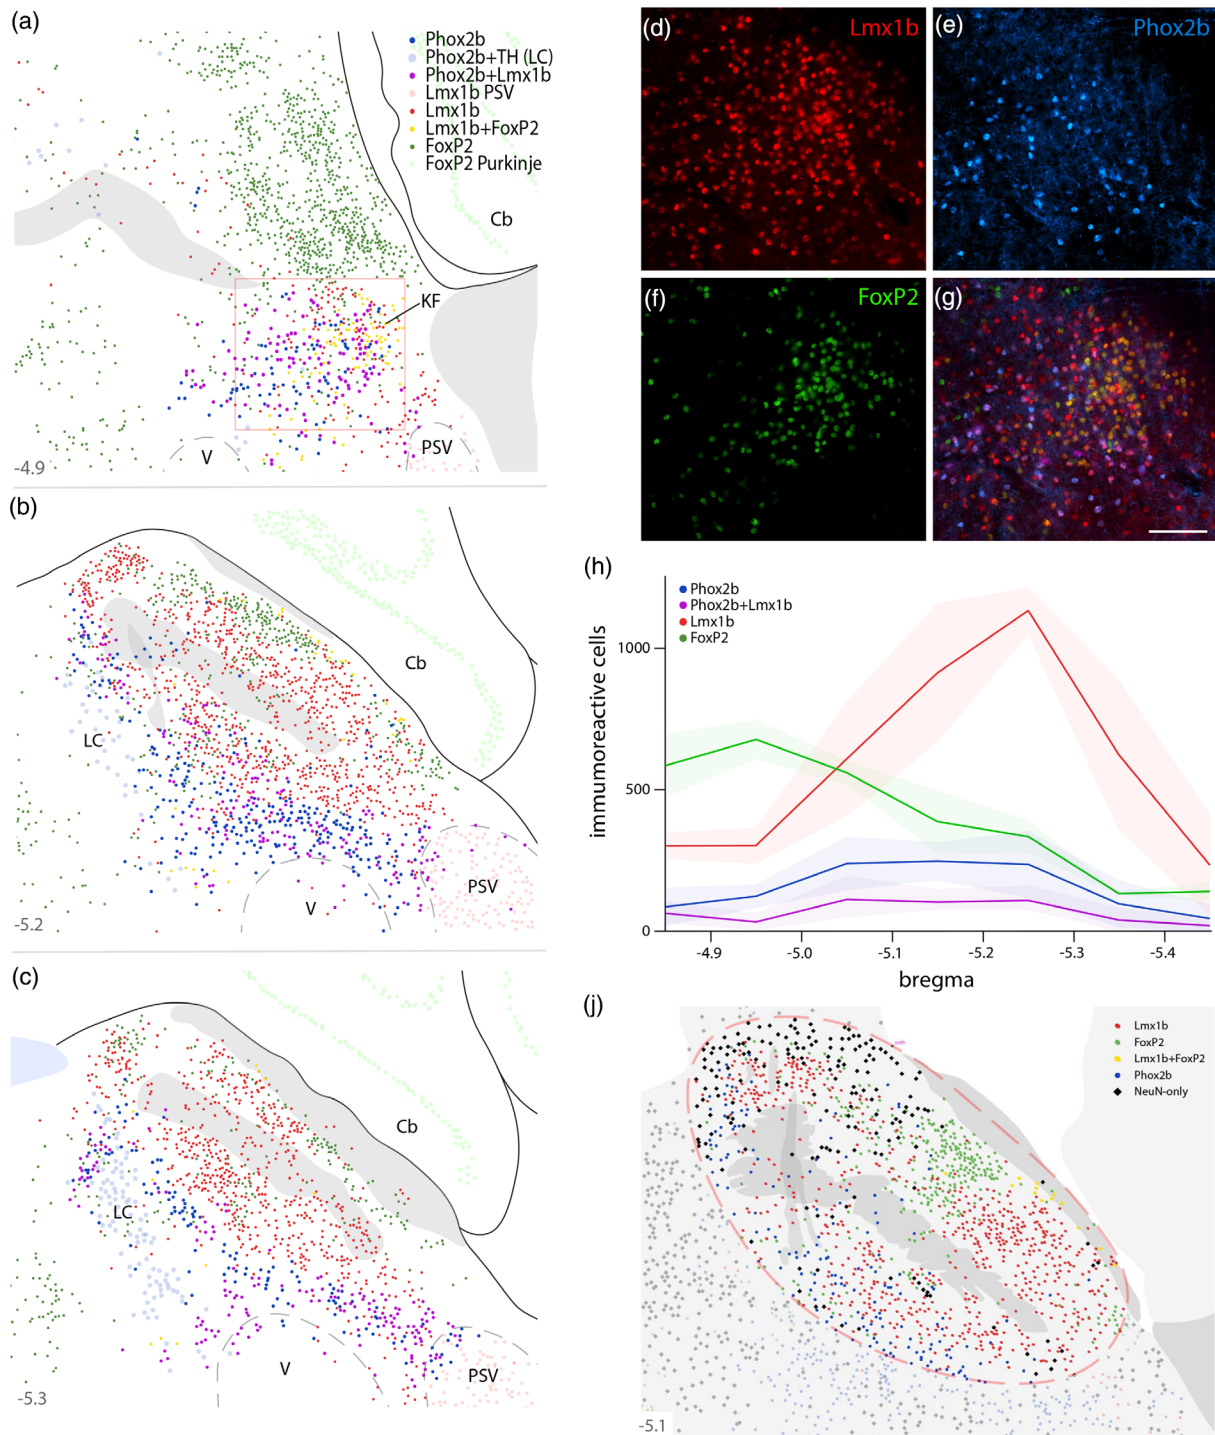 (a)
Phox2b
Phox2b+TH (LC)
Phox2b+Lmx1b
Lmx1b PSV
Lmx1b
Lmx1b+FoxP2
FoxP2
FoxP2 Purkinje
Cb
KF
V
PSV
-4.9
(b)
Cb
LC
PSV
V
-5.2
(c)
Cb
LC
V
PSV
-5.3
(d)
Lmx1b
(e)
Phox2b
(f)
FoxP2
(g)
(h)
Phox2b
Phox2b+Lmx1b
Lmx1b
FoxP2
immumoreactive cells
1000
500
0
-4.9 -5.0 -5.1 -5.2 -5.3 -5.4
bregma
(j)
Lmx1b
FoxP2
Lmx1b+FoxP2
Phox2b
NeuN-only
-5.1